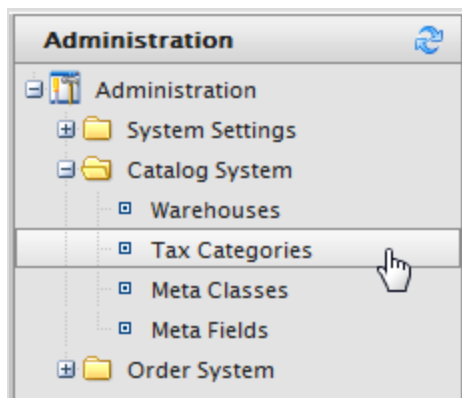 Administration
Administration
System Settings
Catalog System
Warehouses
Tax Categories
Meta Classes
Meta Fields
Order System